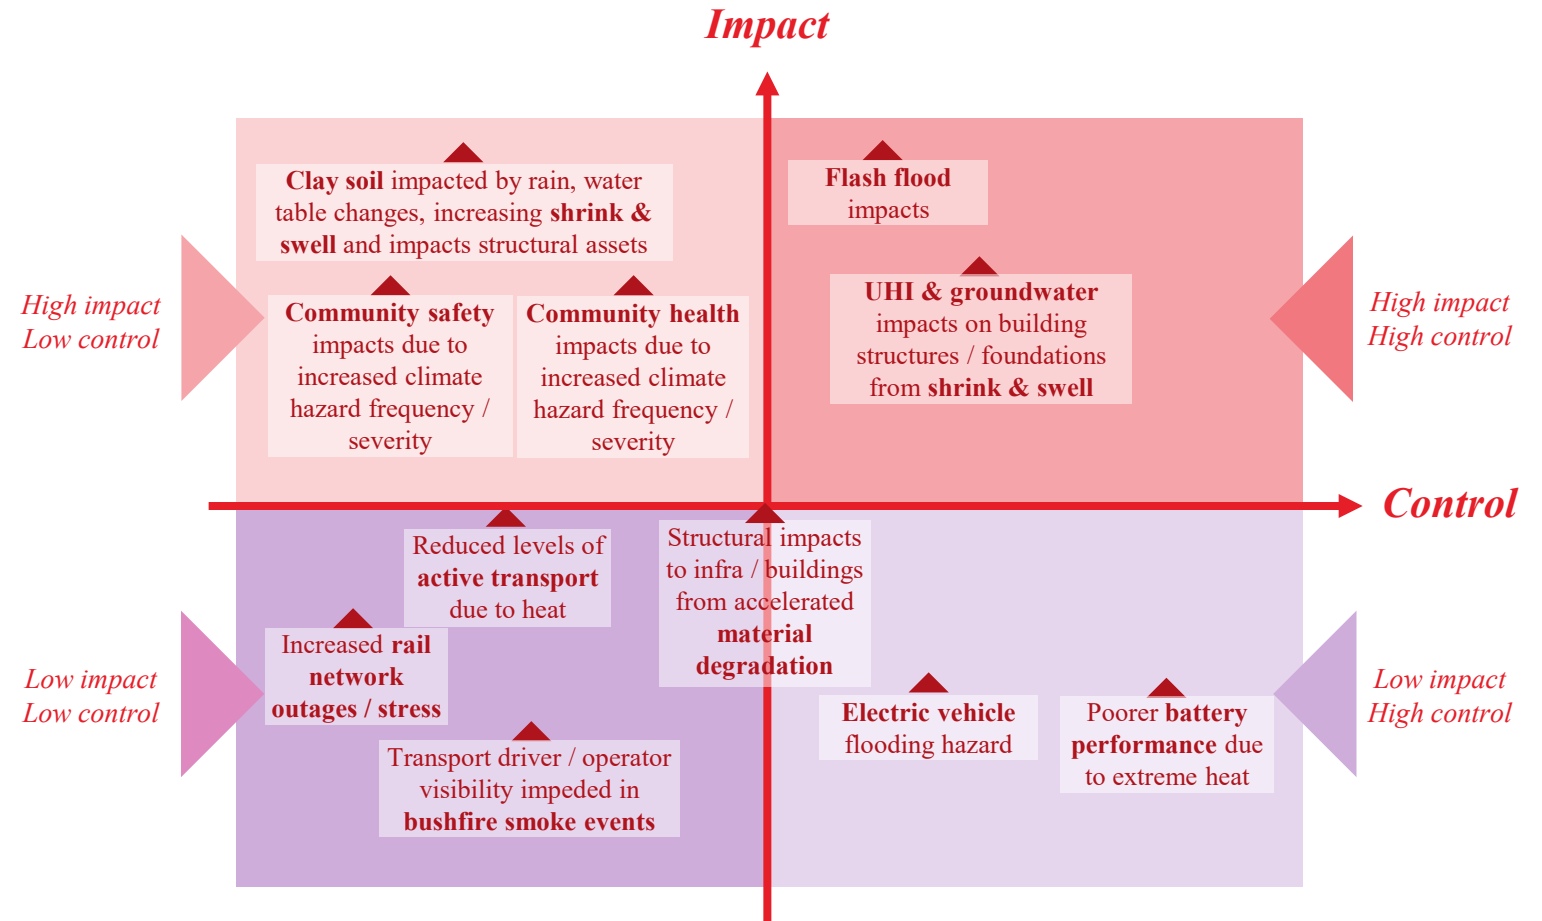 Impact
Clay soil impacted by rain, water
table changes, increasing shrink &
swell and impacts structural assets
Flash flood
impacts
High impact
Low control
Community safety
impacts due to
increased climate
hazard frequency /
severity
Community health
impacts due to
increased climate
hazard frequency /
severity
UHI & groundwater
impacts on building
structures / foundations
from shrink & swell
High impact
High control
Control
Reduced levels of
active transport
due to heat
Structural impacts
to infra / buildings
from accelerated
material
degradation
Low impact
Low control
Increased rail
network
outages / stress
Transport driver / operator
visibility impeded in
bushfire smoke events
Electric vehicle
flooding hazard
Poorer battery
performance due
to extreme heat
Low impact
High control